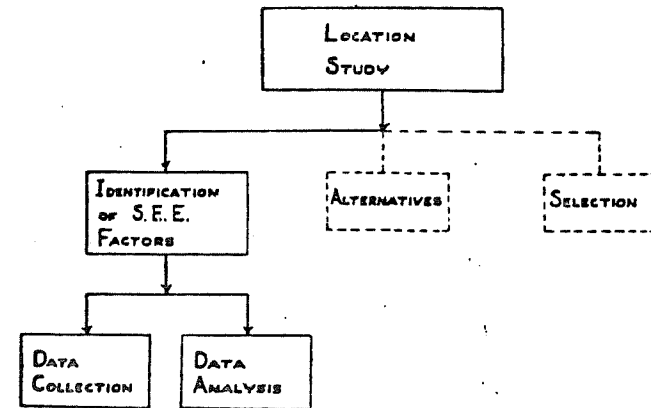 LOCATION
STUDY
IDENTIFICATION
OF S.E.E.
FACTORS
ALTERNATIVES
SELECTION
DATA
COLLECTION
DATA
ANALYSIS